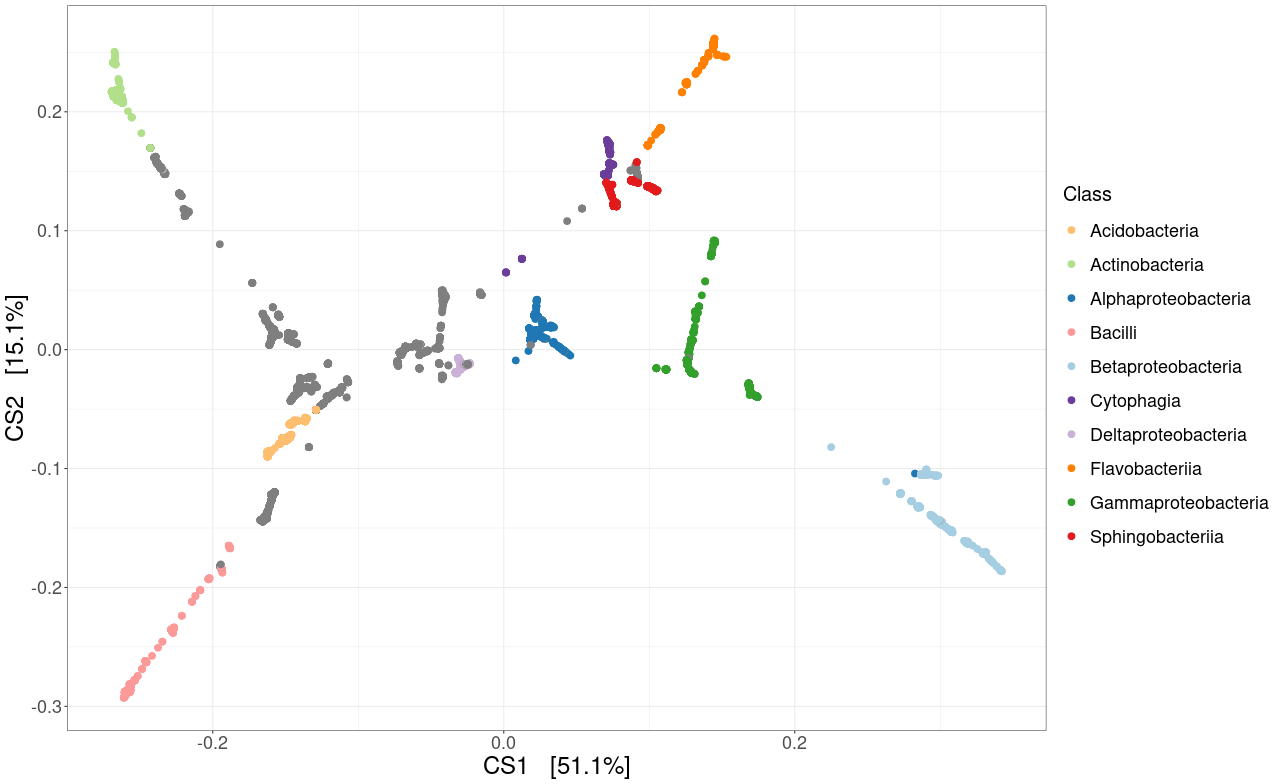 0.2
0.1
0.0
-0.1
-0.2
-0.3
CS2 [15.1%]
-0.2
0.0
0.2
CS1 [51.1%]
Class
Acidobacteria
Actinobacteria
Alphaproteobacteria
Bacilli
Betaproteobacteria
Cytophagia
Deltaproteobacteria
Flavobacteriia
Gammaproteobacteria
Sphingobacteriia